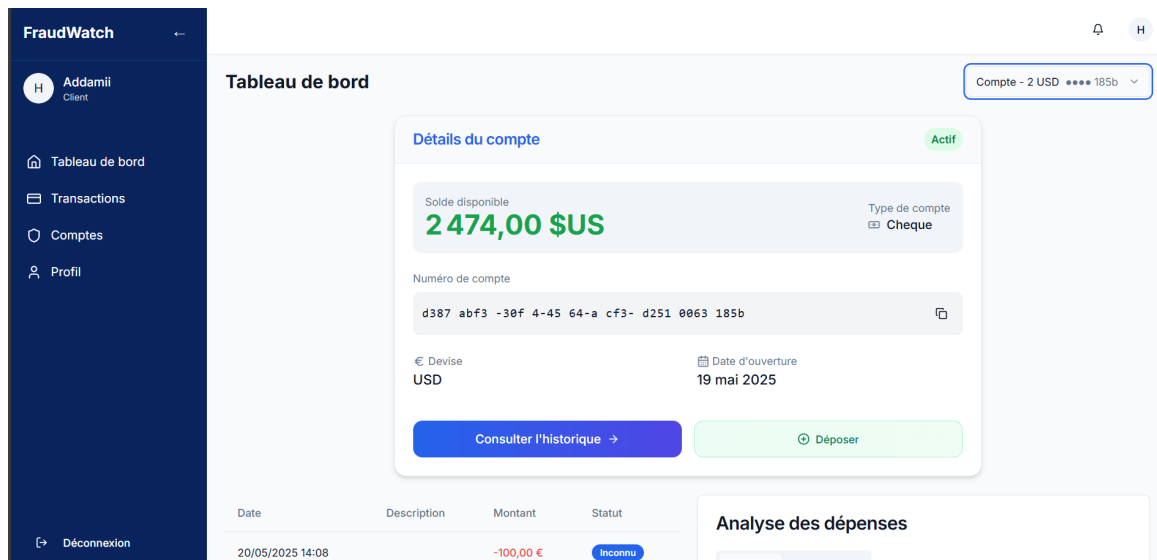 FraudWatch ←
H
H
Addamii
Client
Tableau de bord
Transactions
Comptes
Profil
Déconnexion
Tableau de bord
Compte - 2 USD ●●●● 185b
Détails du compte
Actif
Solde disponible
2 474,00 $US
Type de compte
Cheque
Numéro de compte
d387 abf3 -30f 4-45 64-a cf3- d251 0063 185b
€ Devise
USD
Date d'ouverture
19 mai 2025
Consulter l'historique →
Déposer
Date Description Montant Statut
20/05/2025 14:08 -100,00 € Inconnu
Analyse des dépenses